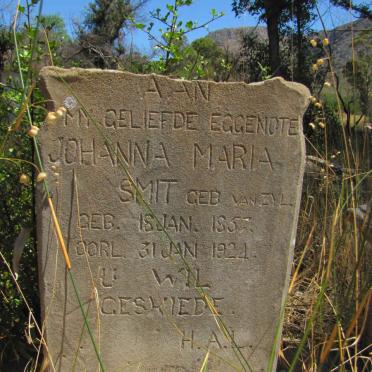 AAN
MY GELIEFDE EGGENOTE
JOHANNA MARIA
SMIT GEB VAN ZYL.
GEB. 18 JAN. 1857.
OORL. 31 JAN 1924.
U WIL
GESKIEDT.
H.A.L.